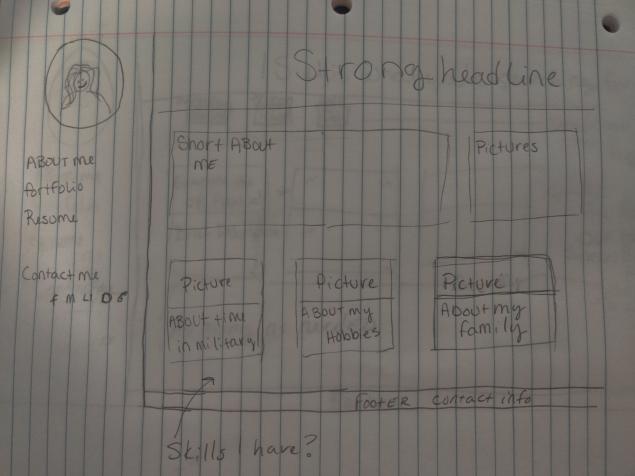 Strong headline
About me
Portfolio
Resume
Contact me
Short About
me
Pictures
Picture
About time
in military
Picture
About my
Hobbies
Picture
About my
family
Footer contact info
Skills I have?